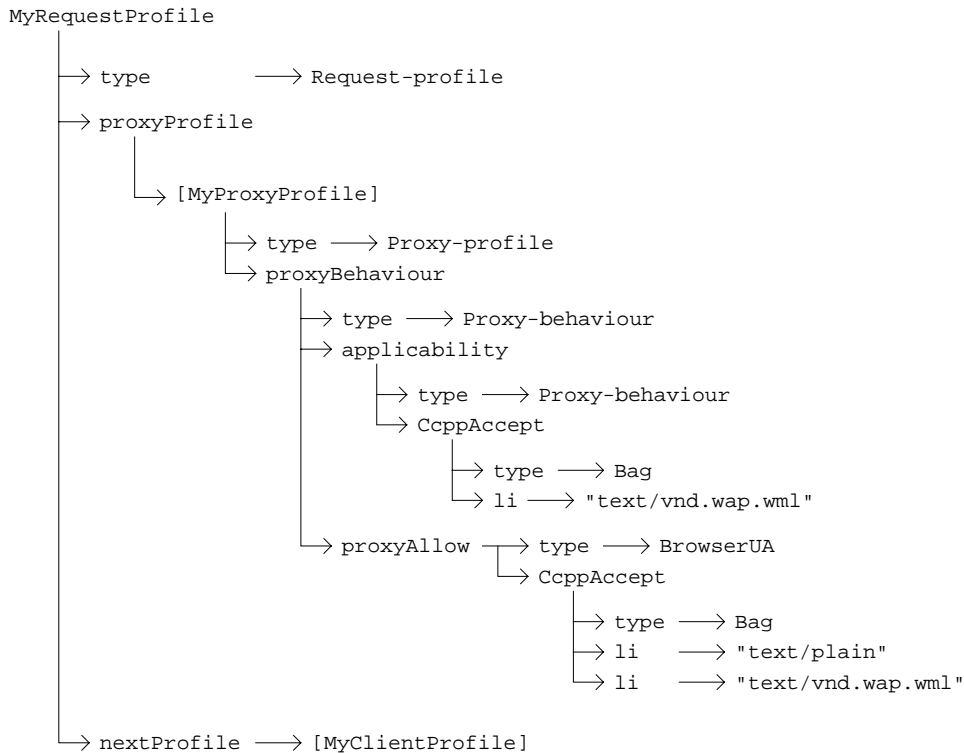 MyRequestProfile
type Request-profile
proxyProfile
[MyProxyProfile]
type Proxy-profile
proxyBehaviour
type Proxy-behaviour
applicability
type Proxy-behaviour
CcppAccept
type Bag
li "text/vnd.wap.wml"
proxyAllow type BrowserUA
CcppAccept
type Bag
li "text/plain"
li "text/vnd.wap.wml"
nextProfile [MyClientProfile]